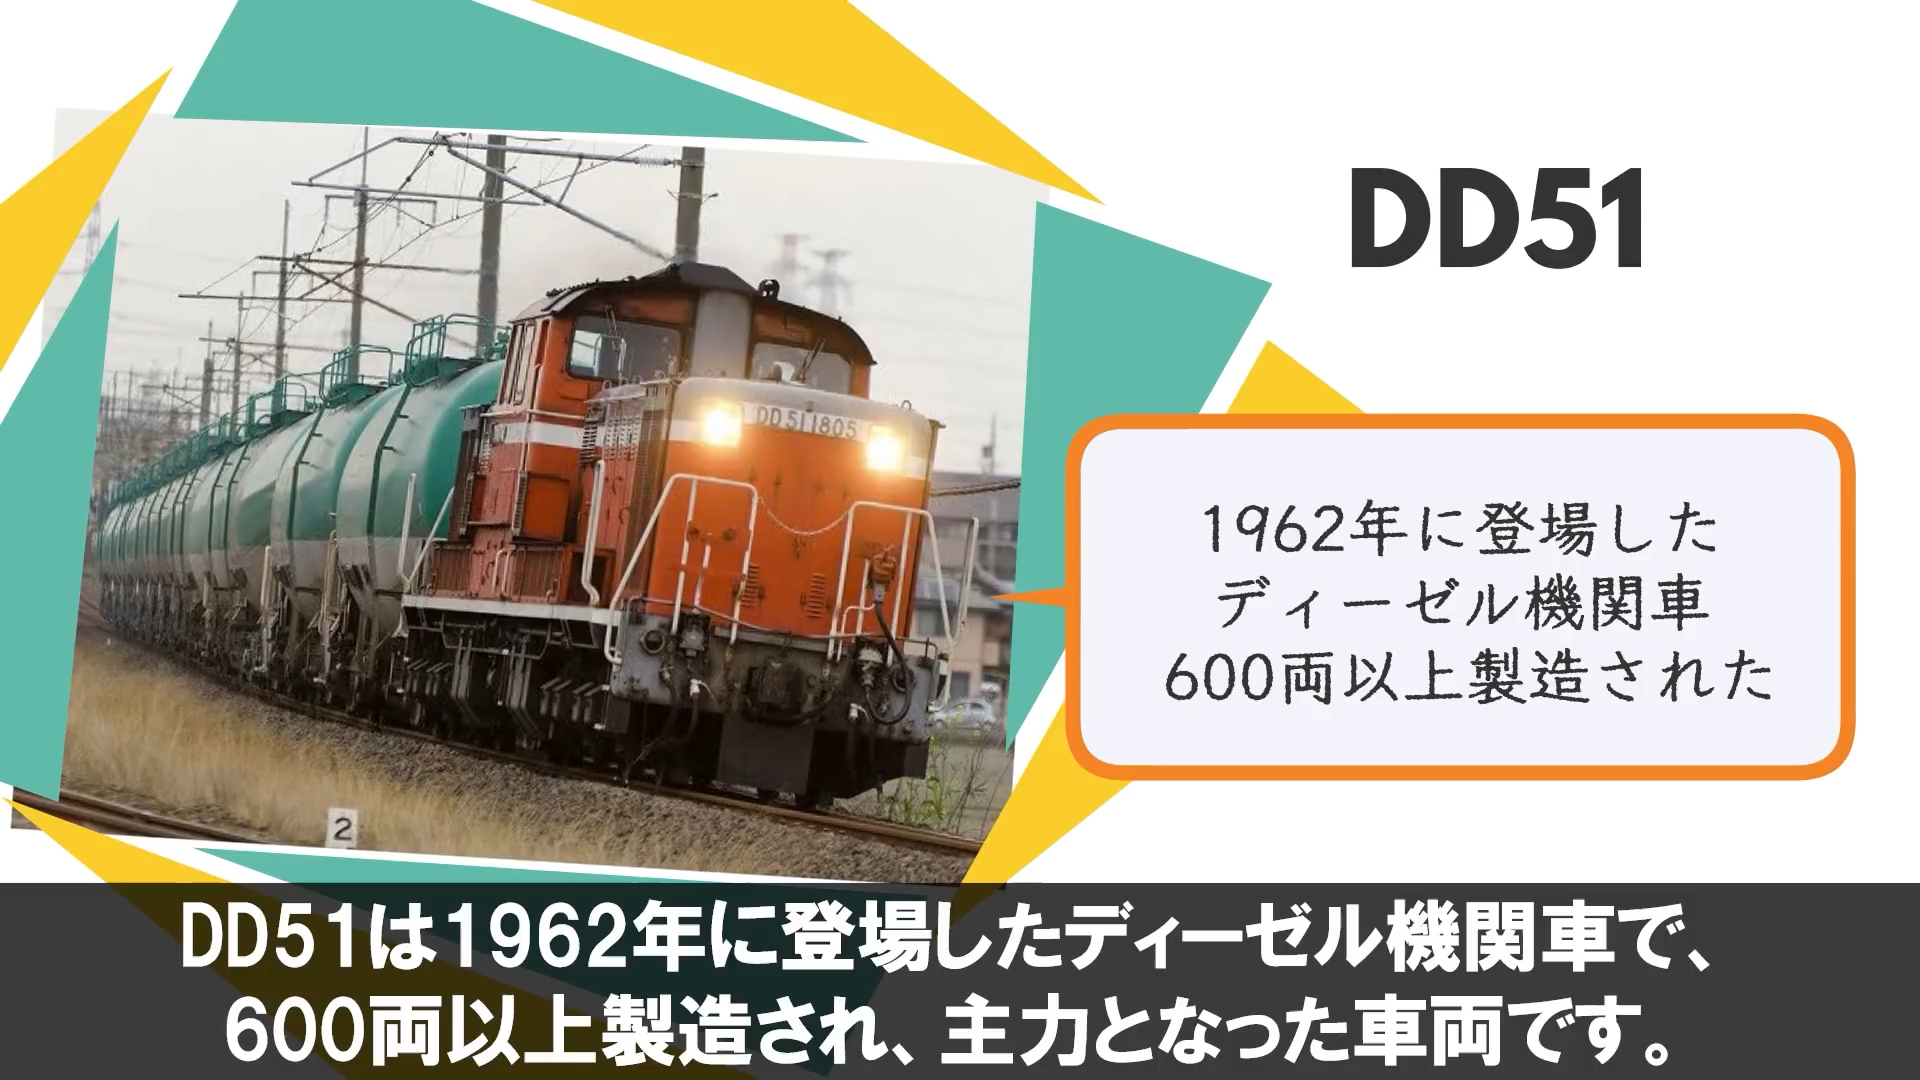 DD51
DD511805
1962年に登場した
ディーゼル機関車
600両以上製造された
2
DD51は1962年に登場したディーゼル機関車で、
600両以上製造され、主力となった車両です。